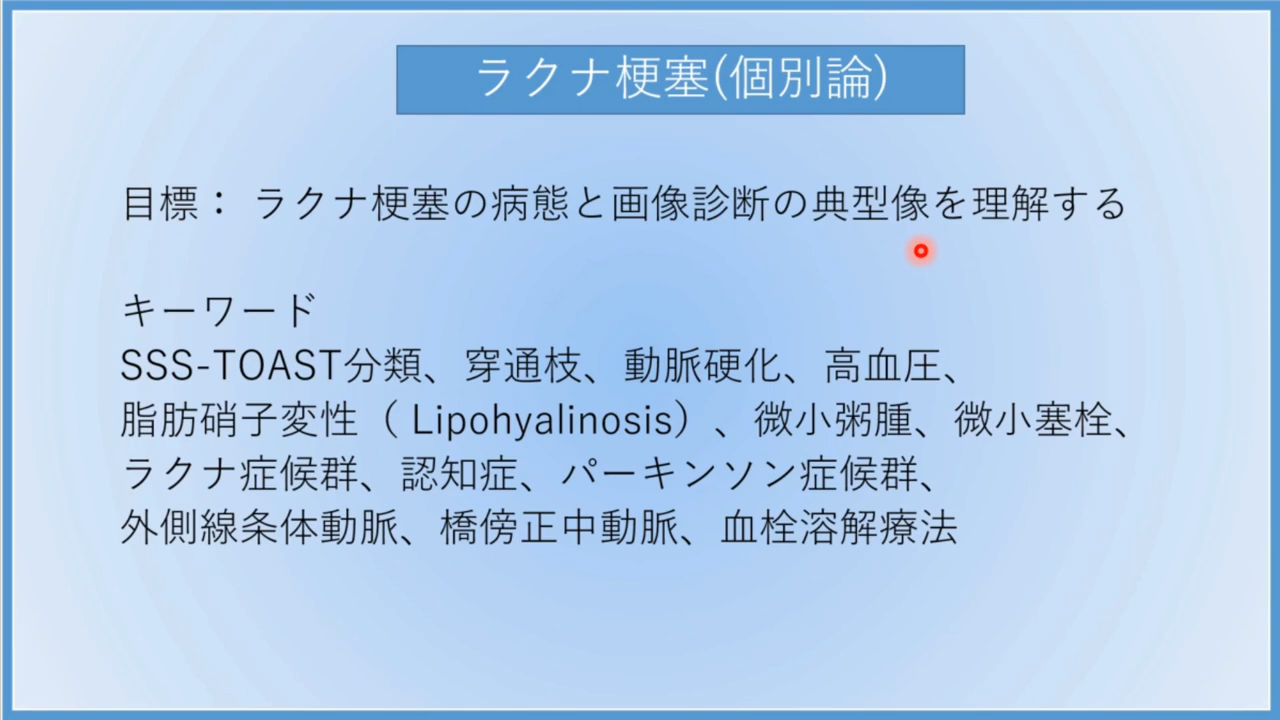 ラクナ梗塞(個別論)
目標： ラクナ梗塞の病態と画像診断の典型像を理解する
キーワード
SSS-TOAST分類、穿通枝、動脈硬化、高血圧、
脂肪硝子変性（ Lipohyalinosis）、微小粥腫、微小塞栓、
ラクナ症候群、認知症、パーキンソン症候群、
外側線条体動脈、橋傍正中動脈、血栓溶解療法